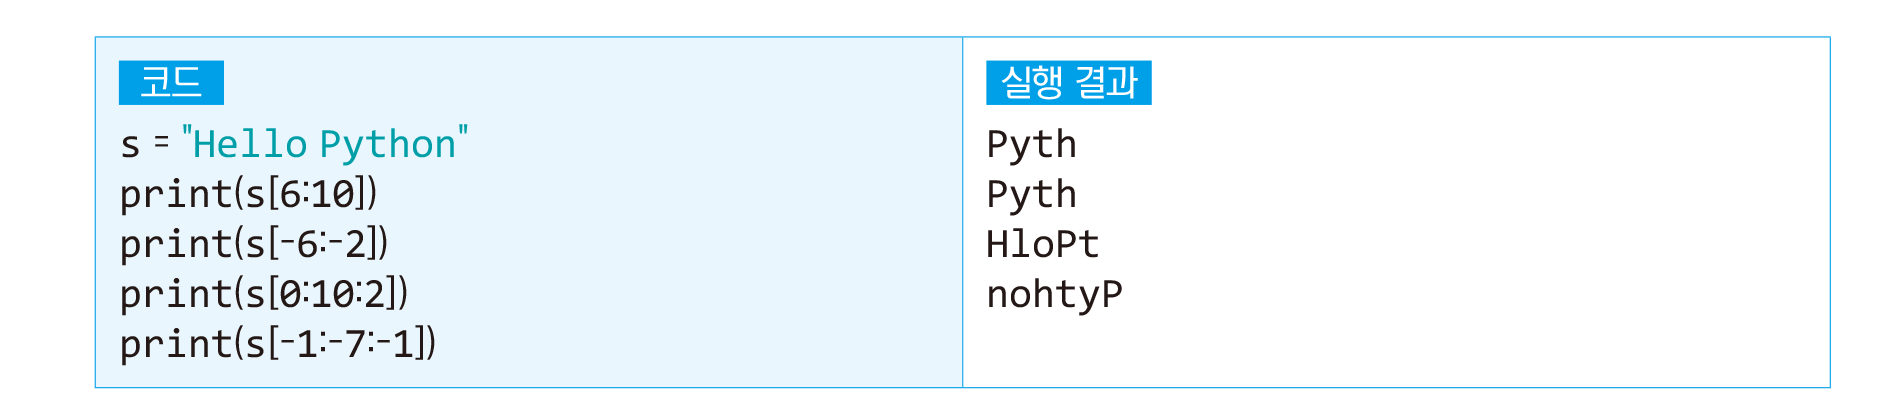 코드
s = "Hello Python"
print(s[6:10])
print(s[-6:-2])
print(s[0:10:2])
print(s[-1:-7:-1])
실행 결과
Pyth
Pyth
HloPt
nohtyP